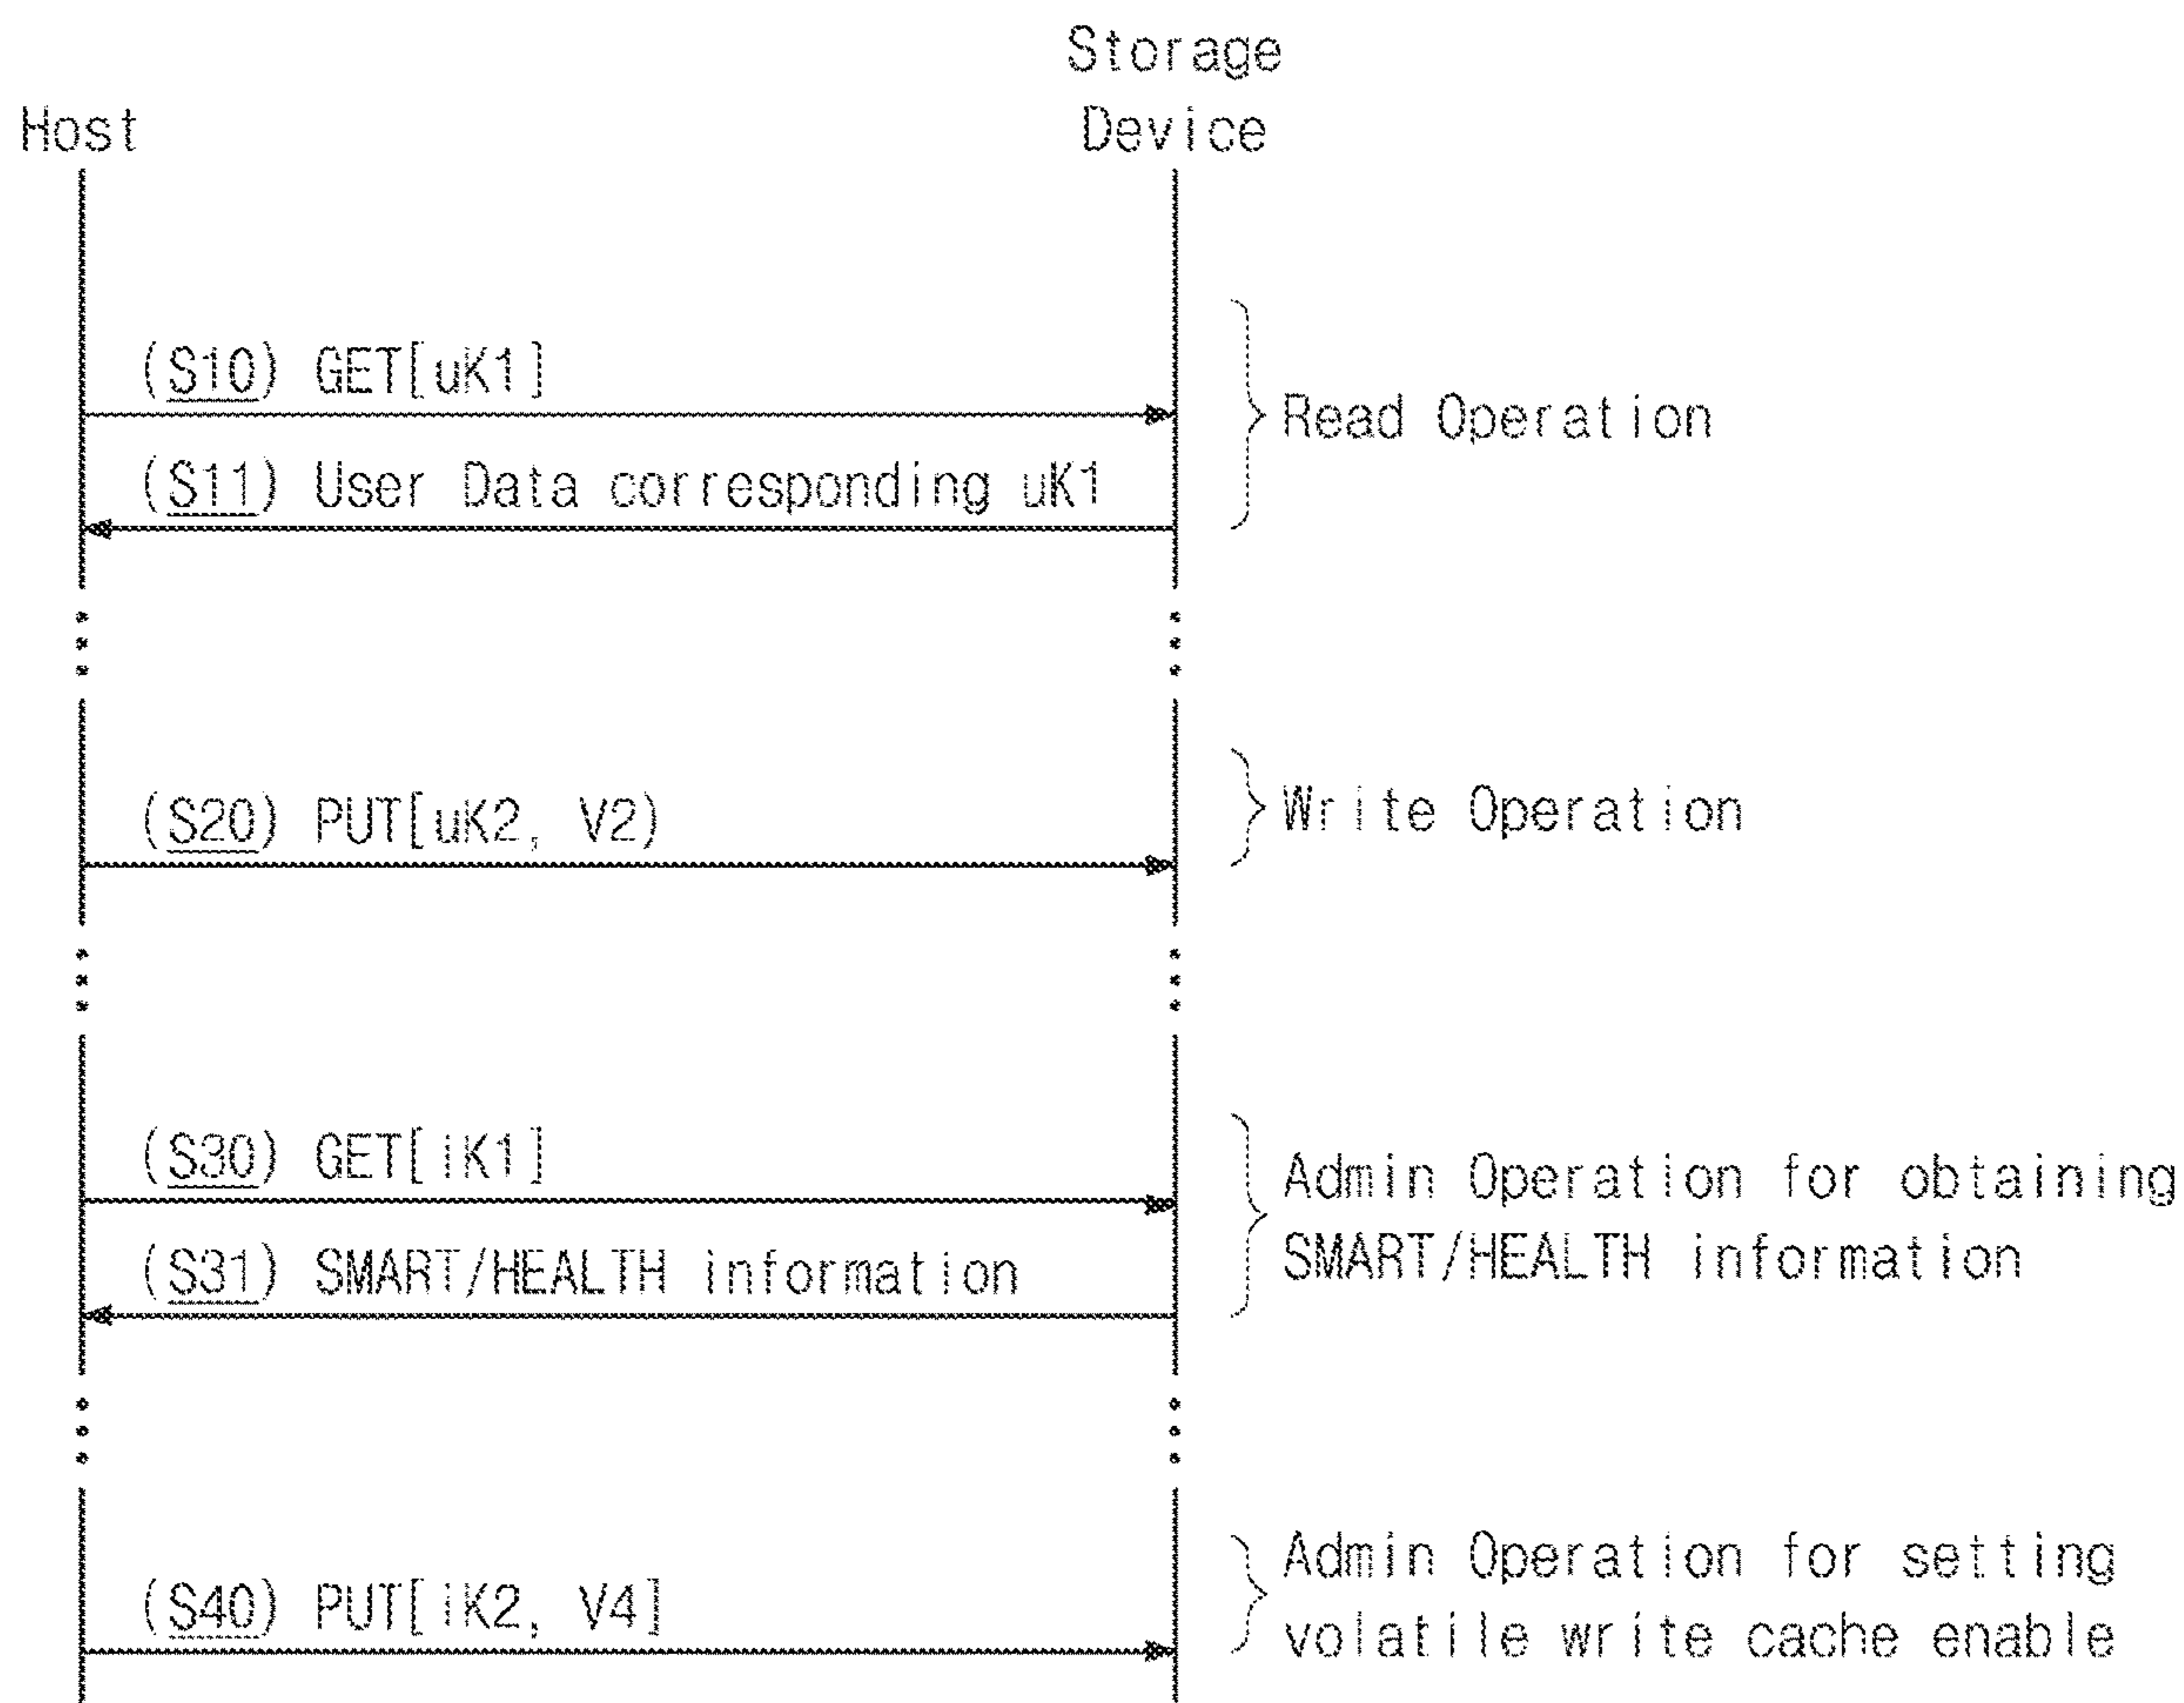 Storage
Device
Host
(S10) GET[uK1]
Read Operation
(S11) User Data corresponding uK1
(S20) PUT[uK2, V2)
Write Operation
(S30) GET[iK1]
Admin Operation for obtaining
SMART/HEALTH information
(S31) SMART/HEALTH information
(S40) PUT[iK2, V4]
Admin Operation for setting
volatile write cache enable